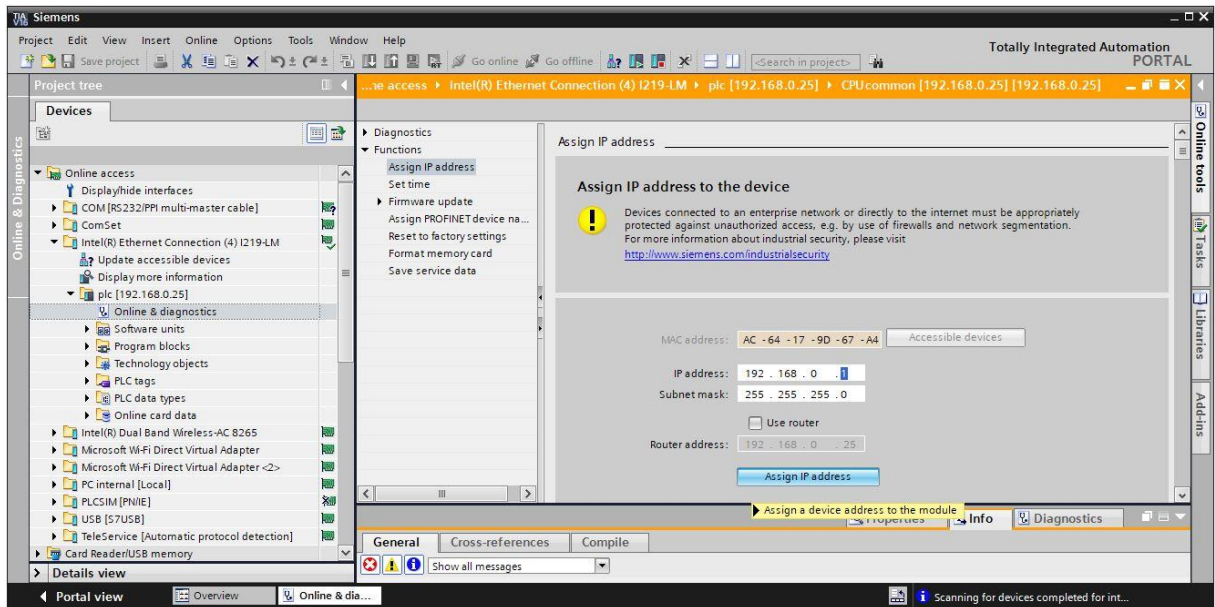 TIA
V16
Siemens
Project Edit View Insert Online Options Tools Window Help
Totally Integrated Automation
PORTAL
Save project
Go online
Go offline
<Search in project>
Project tree
...ne access ▸ Intel(R) Ethernet Connection (4) I219-LM ▸ plc [192.168.0.25] ▸ CPUcommon [192.168.0.25] [192.168.0.25]
Devices
Online access
Display/hide interfaces
COM [RS232/PPI multi-master cable]
ComSet
Intel(R) Ethernet Connection (4) I219-LM
Update accessible devices
Display more information
plc [192.168.0.25]
Online & diagnostics
Software units
Program blocks
Technology objects
PLC tags
PLC data types
Online card data
Intel(R) Dual Band Wireless-AC 8265
Microsoft Wi-Fi Direct Virtual Adapter
Microsoft Wi-Fi Direct Virtual Adapter <2>
PC internal [Local]
PLCSIM [PN/IE]
USB [S7USB]
TeleService [Automatic protocol detection]
Card Reader/USB memory
Details view
Online & Diagnostics
Diagnostics
Functions
Assign IP address
Set time
Firmware update
Assign PROFINET device na...
Reset to factory settings
Format memory card
Save service data
Assign IP address
Assign IP address to the device
Devices connected to an enterprise network or directly to the internet must be appropriately
protected against unauthorized access, e.g. by use of firewalls and network segmentation.
For more information about industrial security, please visit
http://www.siemens.com/industrialsecurity
MAC address: AC -64 -17 -9D -67 -A4 Accessible devices
IP address: 192 . 168 . 0 . 1
Subnet mask: 255 . 255 . 255 . 0
Use router
Router address: 192 . 168 . 0 . 25
Assign IP address
Assign a device address to the module
Properties
Info
Diagnostics
General Cross-references Compile
Show all messages
Online tools
Tasks
Libraries
Add-ins
Portal view
Overview
Online & dia...
Scanning for devices completed for int...